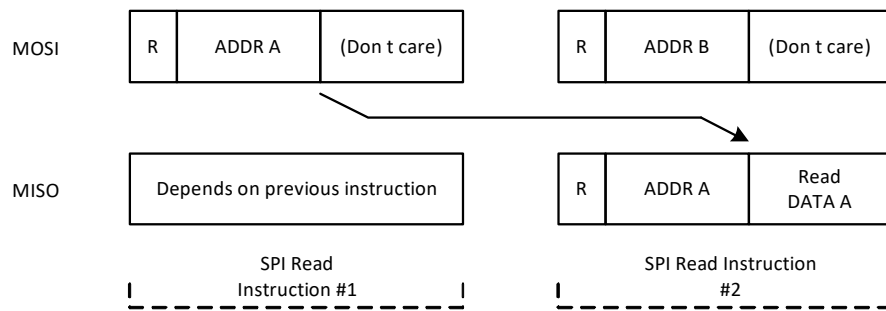 MOSI
R
ADDR A
(Don t care)
R
ADDR B
(Don t care)
MISO
Depends on previous instruction
R
ADDR A
Read
DATA A
SPI Read
Instruction #1
SPI Read Instruction
#2